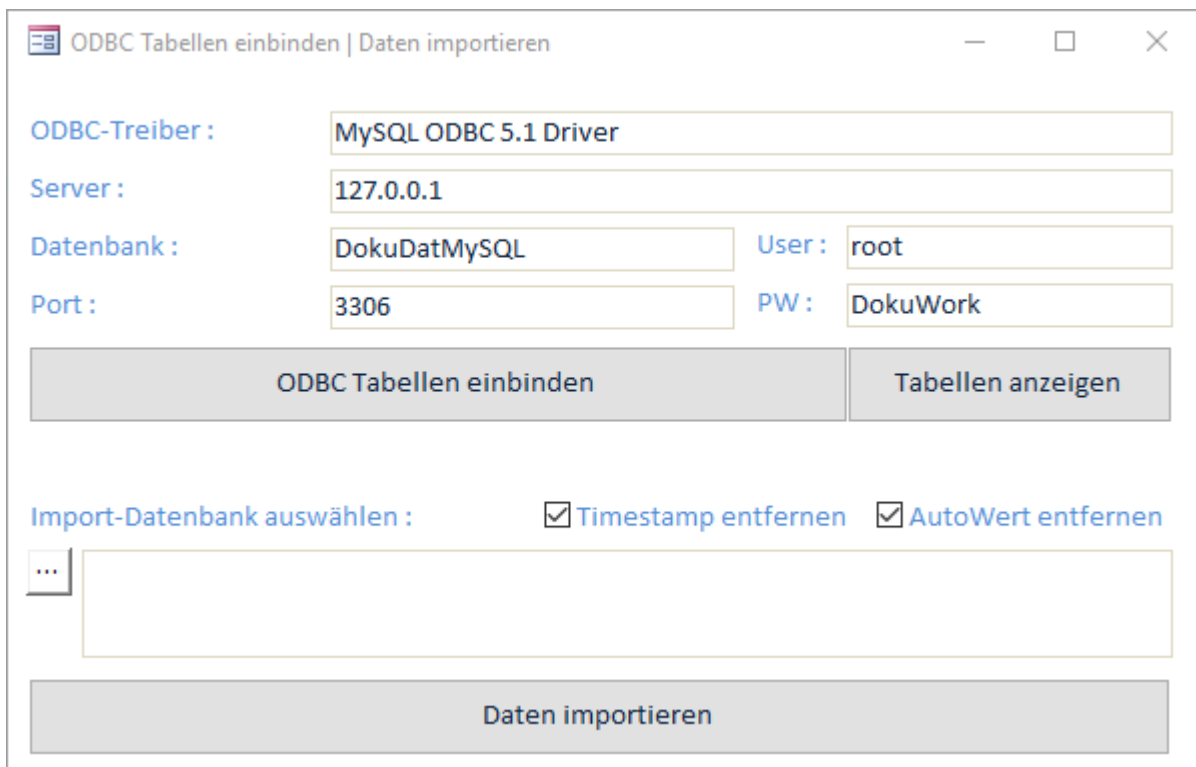 ODBC Tabellen einbinden | Daten importieren
ODBC-Treiber : MySQL ODBC 5.1 Driver
Server : 127.0.0.1
Datenbank : DokuDatMySQL User : root
Port : 3306 PW : DokuWork
ODBC Tabellen einbinden Tabellen anzeigen
Import-Datenbank auswählen : Timestamp entfernen AutoWert entfernen
...
Daten importieren